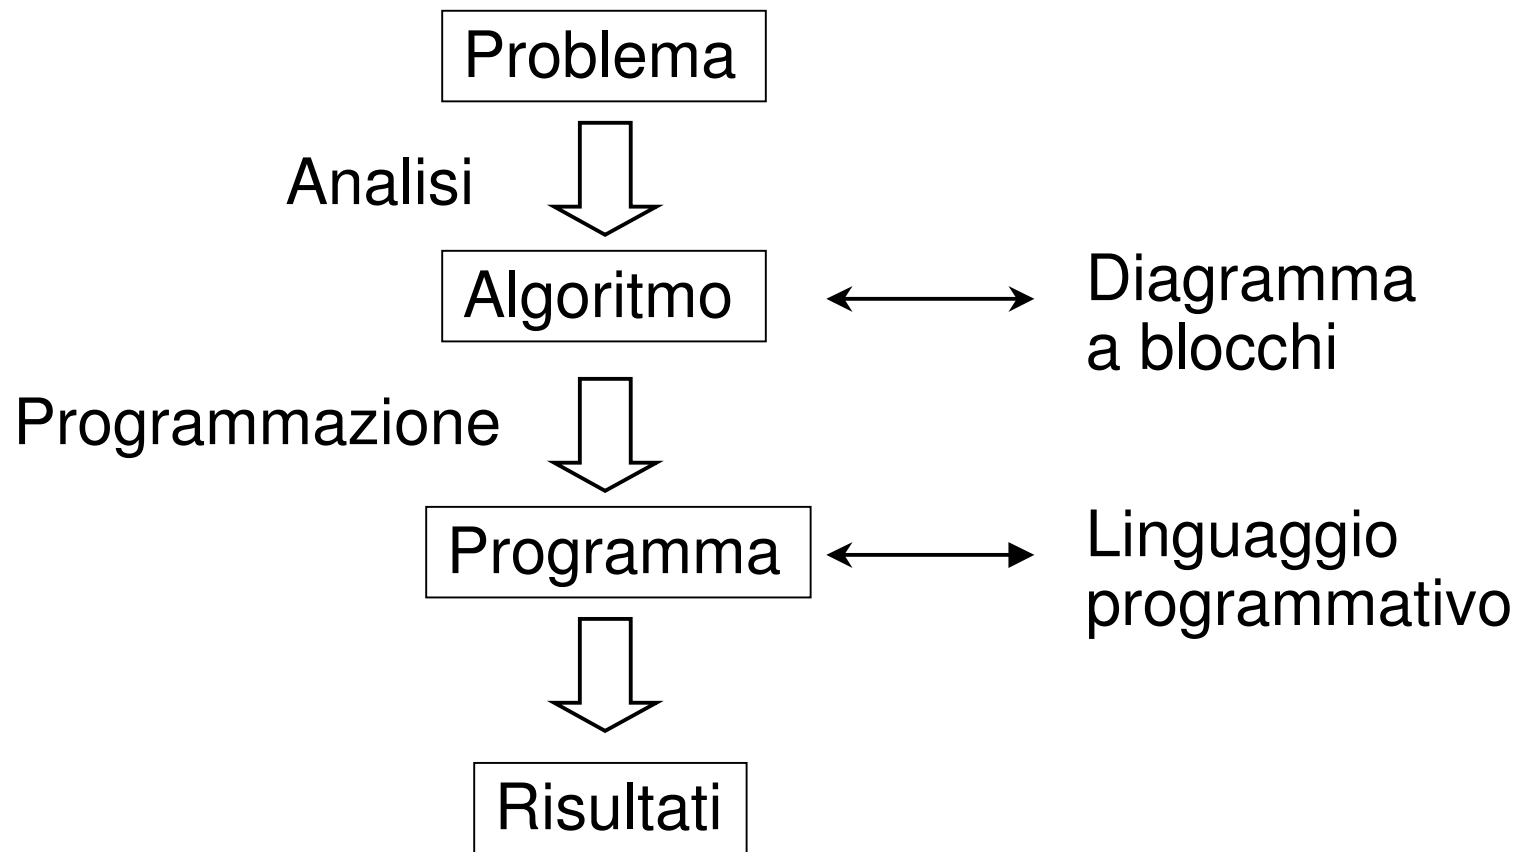 Problema
Analisi
Algoritmo
Diagramma
a blocchi
Programmazione
Programma
Linguaggio
programmativo
Risultati